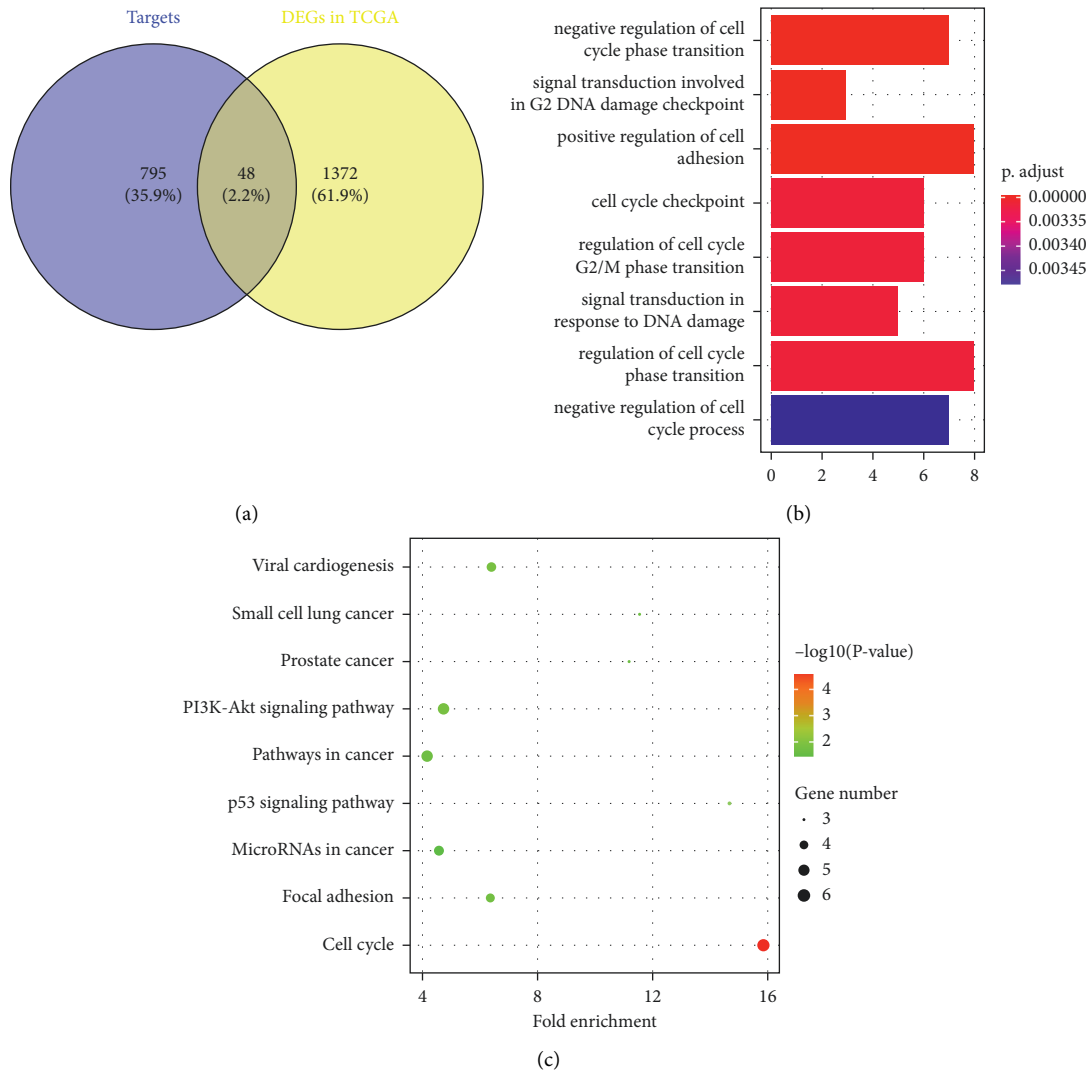 Targets
DEGs in TCGA
795
(35.9%)
48
(2.2%)
1372
(61.9%)
(a)
negative regulation of cell
cycle phase transition
signal transduction involved
in G2 DNA damage checkpoint
positive regulation of cell
adhesion
cell cycle checkpoint
regulation of cell cycle
G2/M phase transition
signal transduction in
response to DNA damage
regulation of cell cycle
phase transition
negative regulation of cell
cycle process
0 2 4 6 8
p. adjust
0.00000
0.00335
0.00340
0.00345
(b)
Viral cardiogenesis
Small cell lung cancer
Prostate cancer
PI3K-Akt signaling pathway
Pathways in cancer
p53 signaling pathway
MicroRNAs in cancer
Focal adhesion
Cell cycle
4 8 12 16
Fold enrichment
−log10(P-value)
4
3
2
Gene number
3
4
5
6
(c)